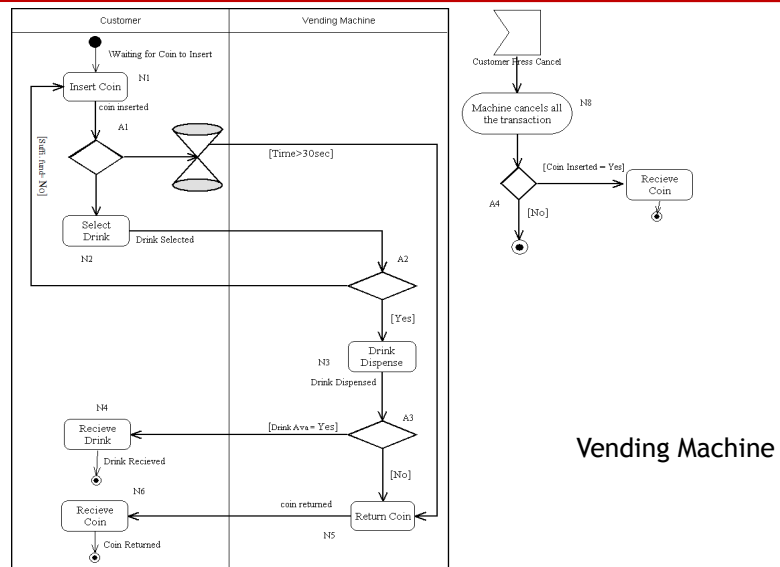 Customer
Vending Machine
\Waiting for Coin to Insert
N1
Insert Coin
coin inserted
A1
[Suffi. fund= No]
[Time>30sec]
Select
Drink
Drink Selected
N2
A2
[Yes]
Drink
Dispense
N3
Drink Dispensed
A3
N4
Recieve
Drink
[Drink Ava = Yes]
Drink Recieved
[No]
N6
Recieve
Coin
coin returned
Return Coin
N5
Coin Returned
Customer Press Cancel
Machine cancels all
the transaction
N8
[Coin Inserted = Yes]
Recieve
Coin
A4
[No]
Vending Machine